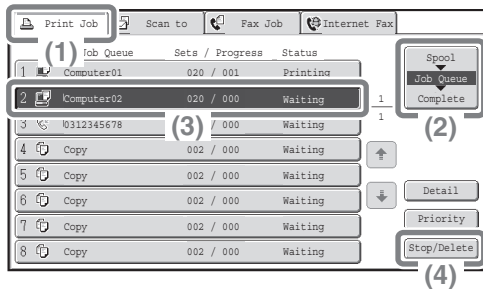 Print Job Scan to Fax Job Internet Fax
(1)
Job Queue Sets / Progress Status
1 Computer01 020 / 001 Printing
2 Computer02 020 / 000 Waiting
3 0312345678 / 000 Waiting
(3)
4 Copy 002 / 000 Waiting
5 Copy 002 / 000 Waiting
6 Copy 002 / 000 Waiting
7 Copy 002 / 000 Waiting
8 Copy 002 / 000 Waiting
1
1
Spool
Job Queue
Complete
(2)
Detail
Priority
Stop/Delete
(4)